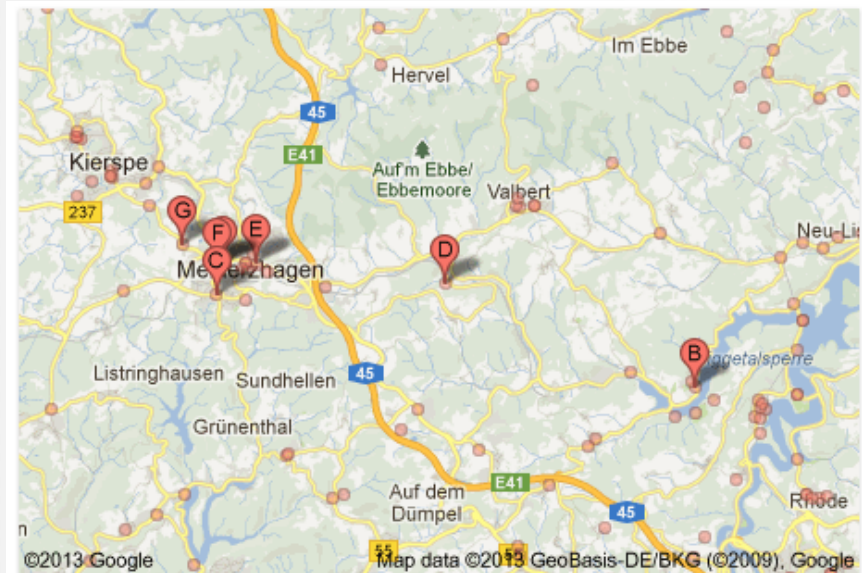 Im Ebbe
Hervel
45
E41
Auf'm Ebbe/
Ebbemoore
Kierspe
Valbert
237
G
F
E
Neu-Lis
D
C
B
45
Listringhausen
Sundhellen
Grünenthal
E41
Auf dem
Dümpel
45
Rhode
n
55
©2013 Google
Map data ©2013 GeoBasis-DE/BKG (©2009), Google